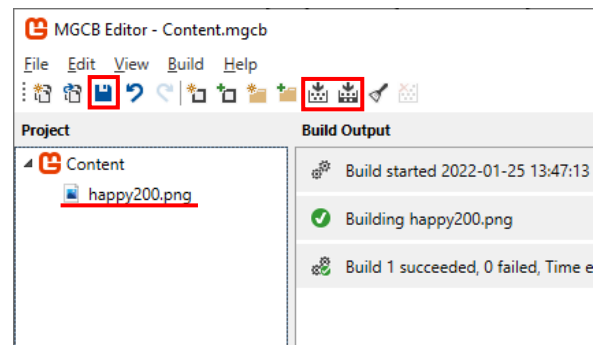 MGCB Editor - Content.mgcb
File Edit View Build Help
Project
Build Output
Content
happy200.png
Build started 2022-01-25 13:47:13
Building happy200.png
Build 1 succeeded, 0 failed, Time e